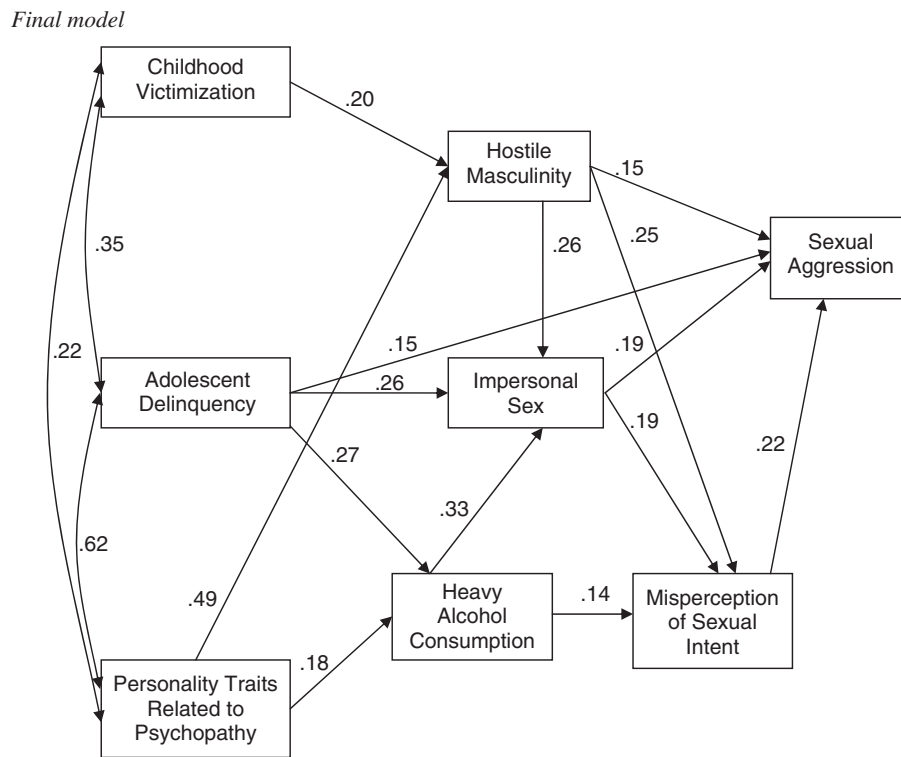 Final model
Childhood
Victimization
.20
Hostile
Masculinity
.15
.35
.26
.25
Sexual
Aggression
.22
.15
.19
Adolescent
Delinquency
.26
Impersonal
Sex
.19
.27
.22
.33
.62
.49
Heavy
Alcohol
Consumption
.14
Misperception
of Sexual
Intent
.18
Personality Traits
Related to
Psychopathy